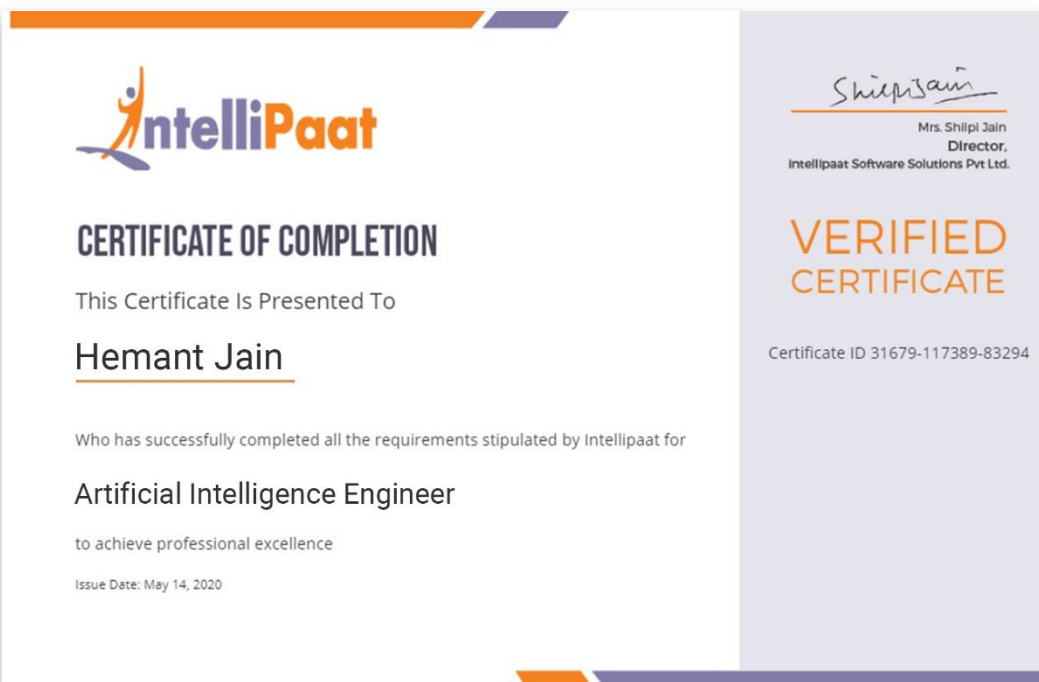 IntelliPaat
CERTIFICATE OF COMPLETION
This Certificate Is Presented To
Hemant Jain
Who has successfully completed all the requirements stipulated by Intellipaat for
Artificial Intelligence Engineer
to achieve professional excellence
Issue Date: May 14, 2020
Shilpi Jain
Mrs. Shilpi Jain
Director,
Intellipaat Software Solutions Pvt Ltd.
VERIFIED
CERTIFICATE
Certificate ID 31679-117389-83294